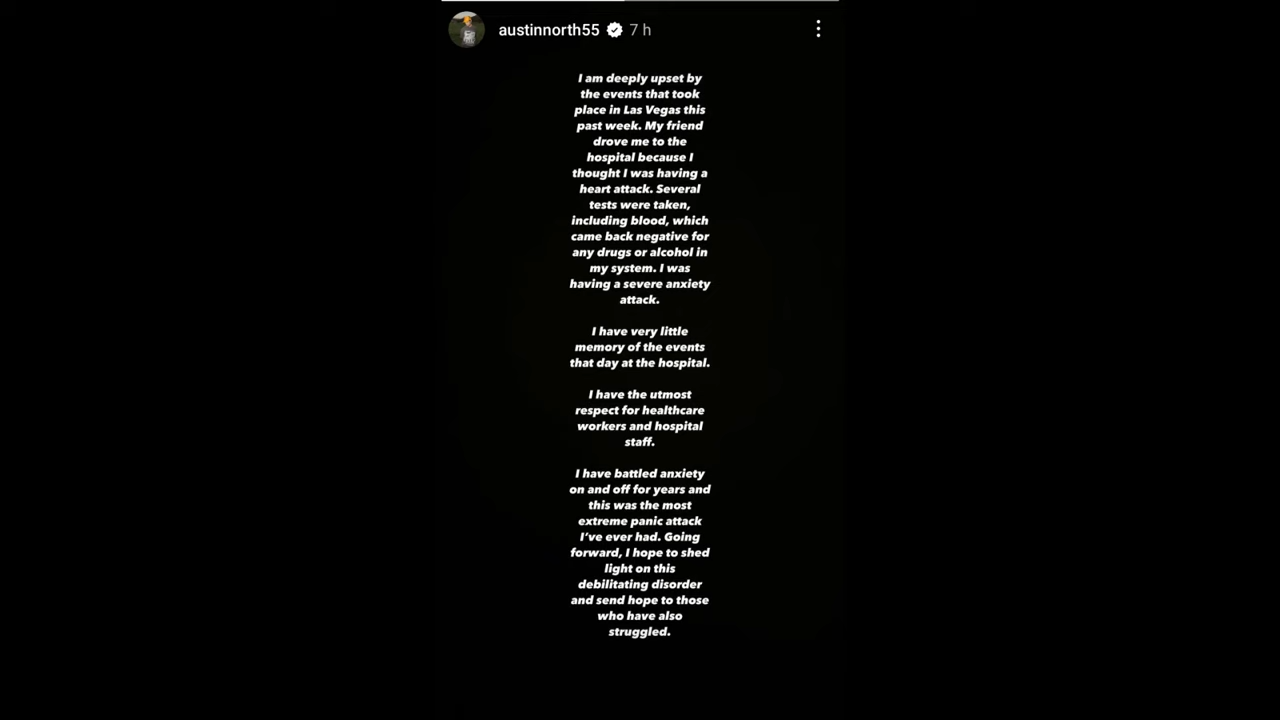 austinnorth55 7 h
I am deeply upset by
the events that took
place in Las Vegas this
past week. My friend
drove me to the
hospital because I
thought I was having a
heart attack. Several
tests were taken,
including blood, which
came back negative for
any drugs or alcohol in
my system. I was
having a severe anxiety
attack.
I have very little
memory of the events
that day at the hospital.
I have the utmost
respect for healthcare
workers and hospital
staff.
I have battled anxiety
on and off for years and
this was the most
extreme panic attack
I've ever had. Going
forward, I hope to shed
light on this
debilitating disorder
and send hope to those
who have also
struggled.